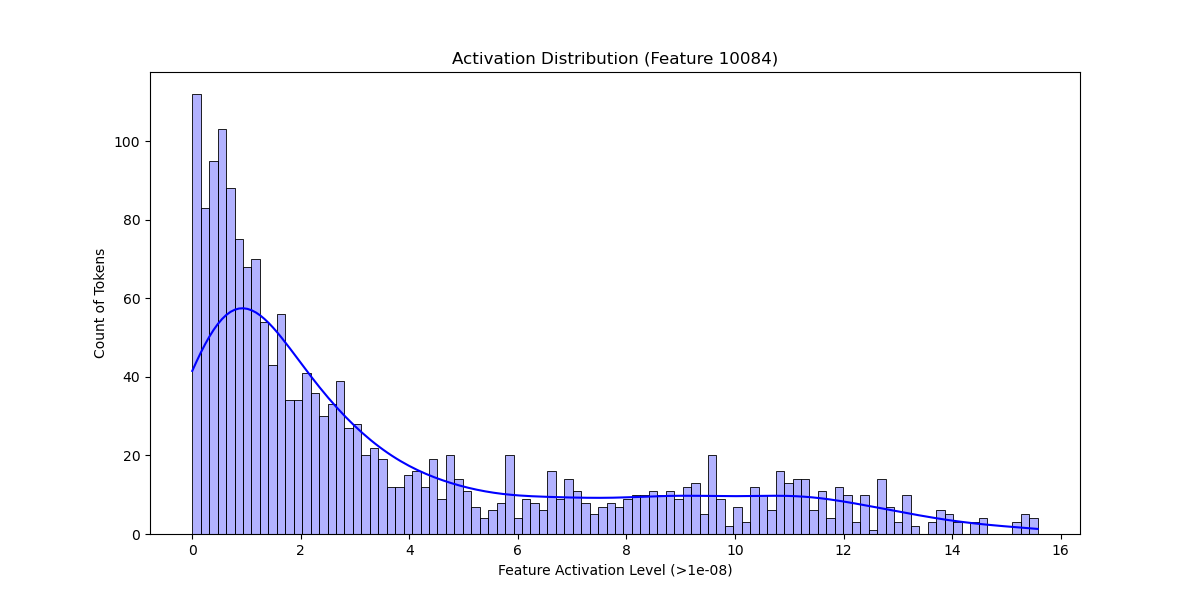 Activation Distribution (Feature 10084)
Count of Tokens
100
80
60
40
20
0
0 2 4 6 8 10 12 14 16
Feature Activation Level (>1e-08)